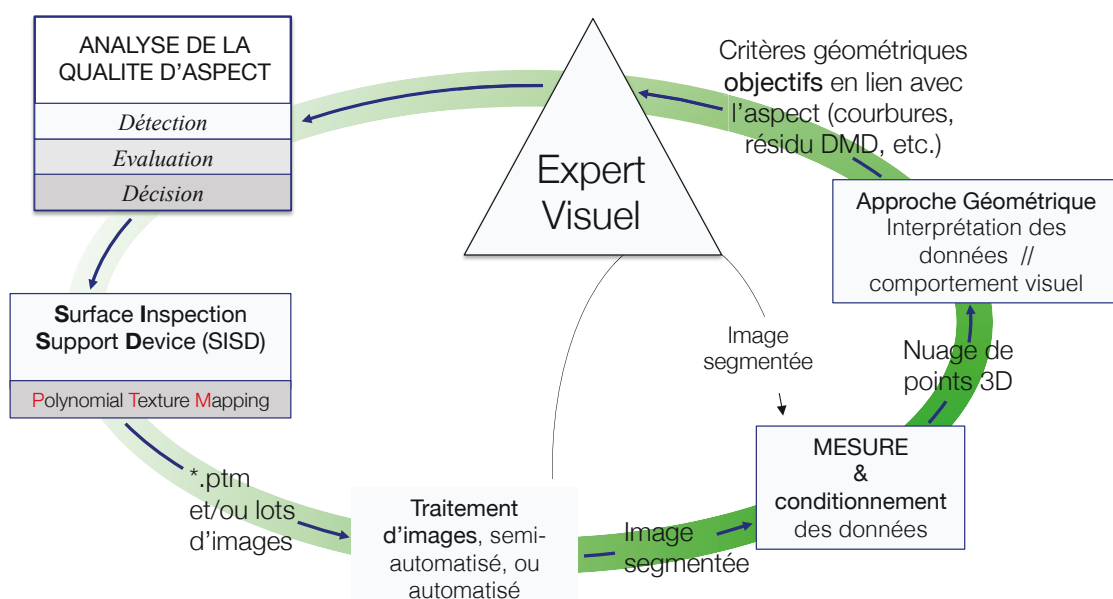 ANALYSE DE LA
QUALITE D'ASPECT
Détection
Evaluation
Décision
Expert
Visuel
Critères géométriques
objectifs en lien avec
l'aspect (courbures,
résidu DMD, etc.)
Approche Géométrique
Interprétation des
données //
comportement visuel
Surface Inspection
Support Device (SISD)
Polynomial Texture Mapping
Image
segmentée
Nuage de
points 3D
*.ptm
et/ou lots
d'images
Traitement
d'images, semi-
automatisé, ou
automatisé
Image
segmentée
MESURE
&
conditionnement
des données